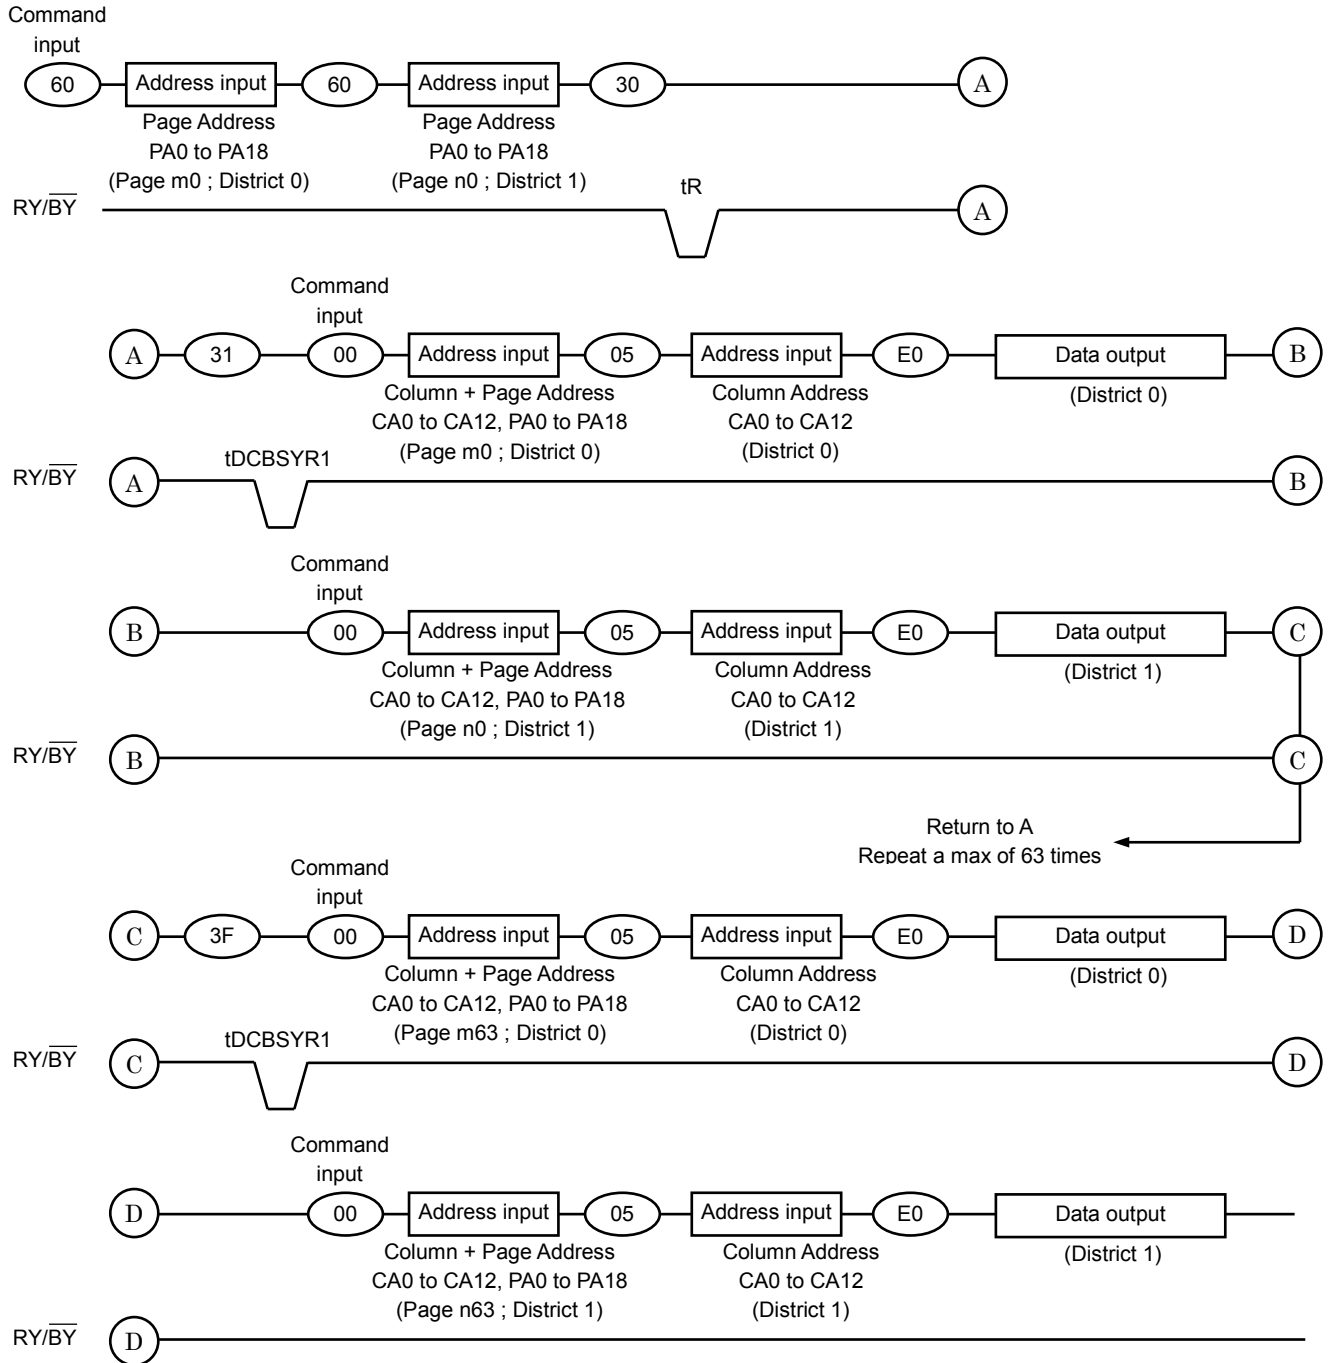 Command
input
60 Address input 60 Address input 30 A
Page Address Page Address
PA0 to PA18 PA0 to PA18
(Page m0 ; District 0) (Page n0 ; District 1)
tR
RY/BY A
Command
input
A 31 00 Address input 05 Address input E0 Data output B
Column + Page Address Column Address (District 0)
CA0 to CA12, PA0 to PA18 CA0 to CA12
(Page m0 ; District 0) (District 0)
tDCBSYR1
RY/BY A B
Command
input
B 00 Address input 05 Address input E0 Data output C
Column + Page Address Column Address (District 1)
CA0 to CA12, PA0 to PA18 CA0 to CA12
(Page n0 ; District 1) (District 1)
RY/BY B C
Return to A
Repeat a max of 63 times
Command
input
C 3F 00 Address input 05 Address input E0 Data output D
Column + Page Address Column Address (District 0)
CA0 to CA12, PA0 to PA18 CA0 to CA12
(Page m63 ; District 0) (District 0)
tDCBSYR1
RY/BY C D
Command
input
D 00 Address input 05 Address input E0 Data output
Column + Page Address Column Address (District 1)
CA0 to CA12, PA0 to PA18 CA0 to CA12
(Page n63 ; District 1) (District 1)
RY/BY D